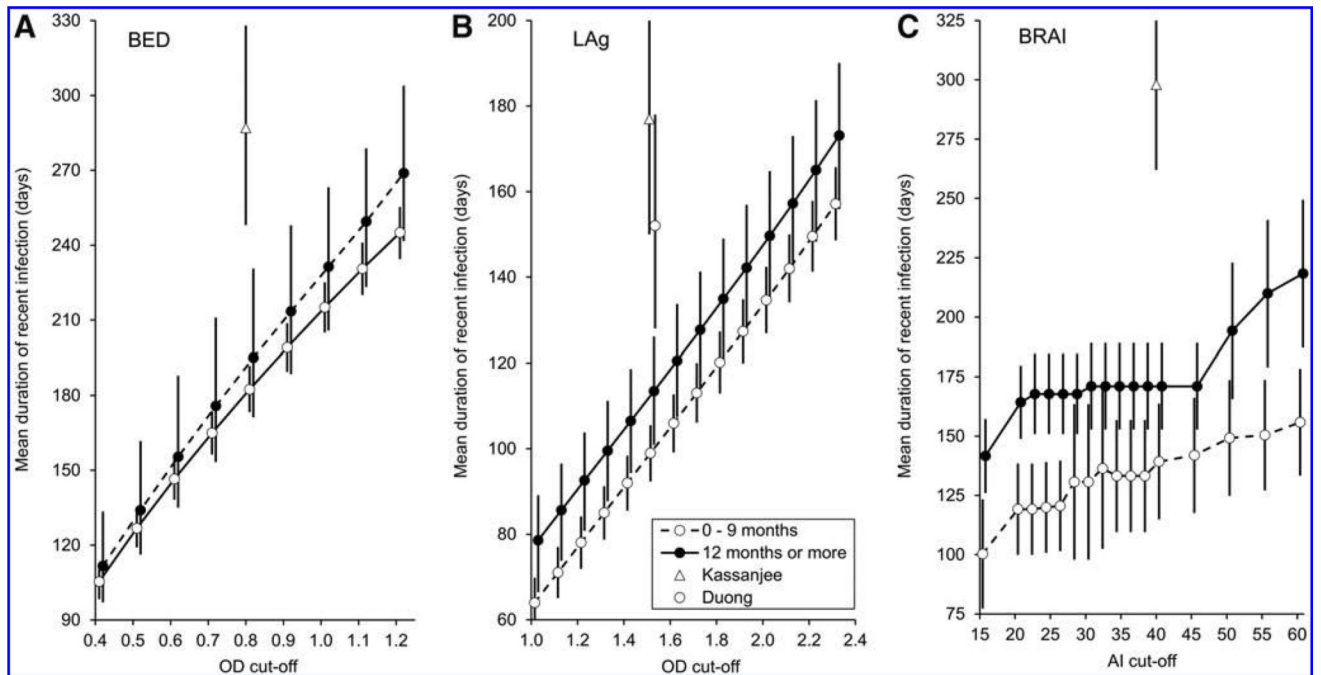 A
BED
Mean duration of recent infection (days)
330
300
270
240
210
180
150
120
90
0.4 0.5 0.6 0.7 0.8 0.9 1.0 1.1 1.2
OD cut-off
B
LAg
Mean duration of recent infection (days)
200
180
160
140
120
100
80
60
1.0 1.2 1.4 1.6 1.8 2.0 2.2 2.4
OD cut-off
0 - 9 months
12 months or more
Kassanjee
Duong
C
BRAI
Mean duration of recent infection (days)
325
300
275
250
225
200
175
150
125
100
75
15 20 25 30 35 40 45 50 55 60
AI cut-off